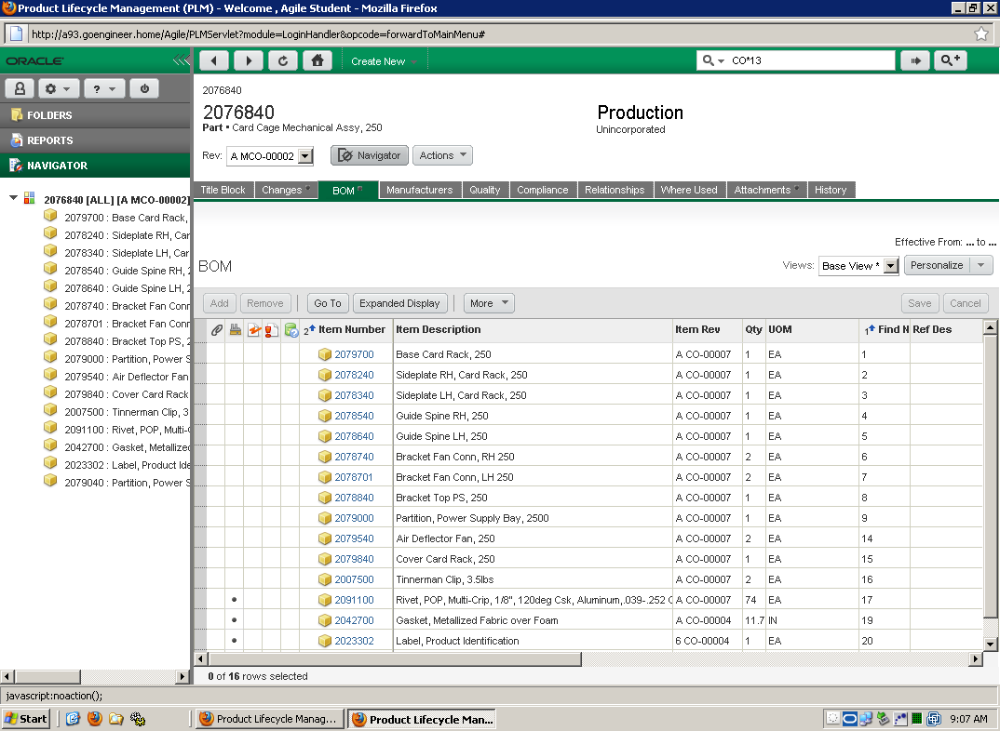 Product Lifecycle Management (PLM) - Welcome , Agile Student - Mozilla Firefox
http://a93.goengineer.home/Agile/PLMServlet?module=LoginHandler&opcode=forwardToMainMenu#
ORACLE
Create New
CO*13
FOLDERS
REPORTS
NAVIGATOR
2076840 [ALL] [A MCO-00002]
2079700 : Base Card Rack,
2078240 : Sideplate RH, Car
2078340 : Sideplate LH, Car
2078540 : Guide Spine RH, 2
2078640 : Guide Spine LH, 2
2078740 : Bracket Fan Conn
2078701 : Bracket Fan Conn
2078840 : Bracket Top PS, 2
2079000 : Partition, Power S
2079540 : Air Deflector Fan
2079840 : Cover Card Rack
2007500 : Tinnerman Clip, 3
2091100 : Rivet, POP, Multi-C
2042700 : Gasket, Metallized
2023302 : Label, Product Ide
2079040 : Partition, Power S
2076840
2076840
Part • Card Cage Mechanical Assy, 250
Production
Unincorporated
Rev: A MCO-00002 Navigator Actions
Title Block Changes BOM Manufacturers Quality Compliance Relationships Where Used Attachments History
Effective From: ... to ...
BOM
Views: Base View * Personalize
Add Remove Go To Expanded Display More Save Cancel
2 Item Number Item Description Item Rev Qty UOM 1 Find N Ref Des
2079700 Base Card Rack, 250 A CO-00007 1 EA 1
2078240 Sideplate RH, Card Rack, 250 A CO-00007 1 EA 2
2078340 Sideplate LH, Card Rack, 250 A CO-00007 1 EA 3
2078540 Guide Spine RH, 250 A CO-00007 1 EA 4
2078640 Guide Spine LH, 250 A CO-00007 1 EA 5
2078740 Bracket Fan Conn, RH 250 A CO-00007 2 EA 6
2078701 Bracket Fan Conn, LH 250 A CO-00007 2 EA 7
2078840 Bracket Top PS, 250 A CO-00007 1 EA 8
2079000 Partition, Power Supply Bay, 2500 A CO-00007 1 EA 9
2079540 Air Deflector Fan, 250 A CO-00007 2 EA 14
2079840 Cover Card Rack, 250 A CO-00007 1 EA 15
2007500 Tinnerman Clip, 3.5lbs A CO-00007 2 EA 16
2091100 Rivet, POP, Multi-Crip, 1/8", 120deg Csk, Aluminum,.039-.252 G A CO-00007 74 EA 17
2042700 Gasket, Metallized Fabric over Foam A CO-00004 11.7 IN 19
2023302 Label, Product Identification 6 CO-00004 1 EA 20
0 of 16 rows selected
javascript:noaction();
Start Product Lifecycle Manag... Product Lifecycle Man... 9:07 AM